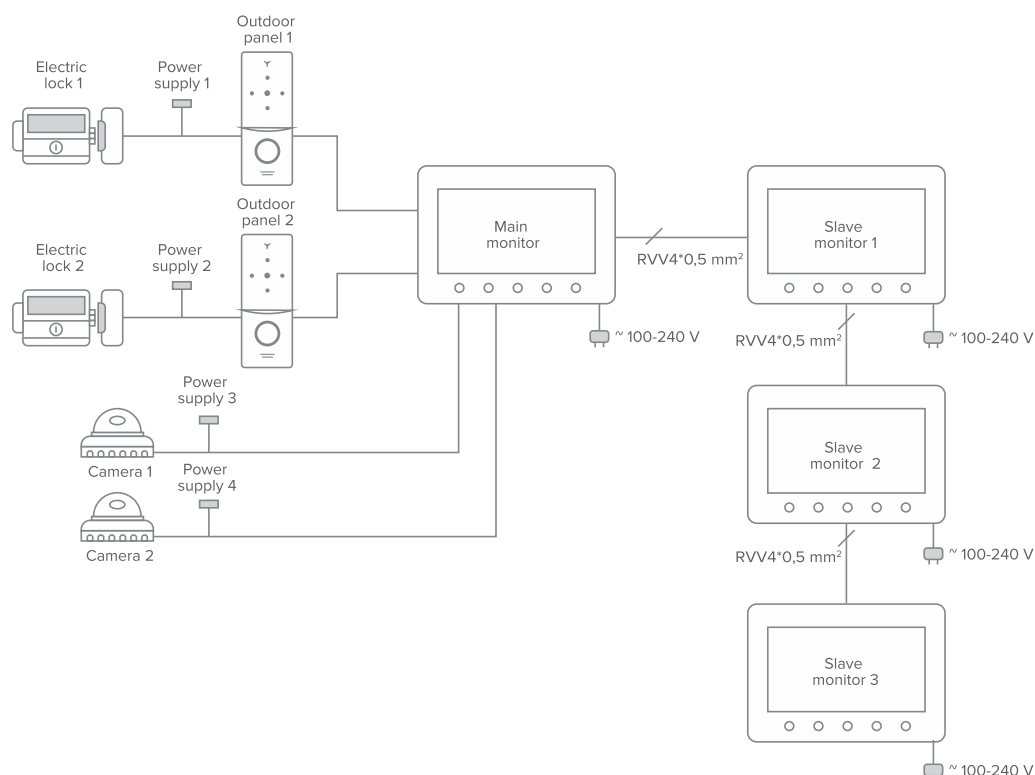 Outdoor
panel 1
Electric
lock 1
Power
supply 1
Outdoor
panel 2
Electric
lock 2
Power
supply 2
Main
monitor
RVV4*0,5 mm²
Slave
monitor 1
~ 100-240 V
RVV4*0,5 mm²
~ 100-240 V
Power
supply 3
Camera 1
Power
supply 4
Camera 2
Slave
monitor 2
RVV4*0,5 mm²
~ 100-240 V
Slave
monitor 3
~ 100-240 V